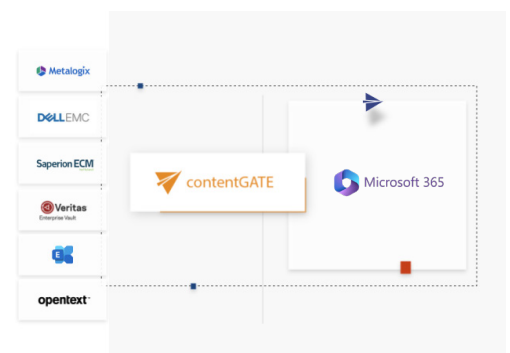 Metalogix
DELLEMC
Saperion ECM
Veritas
Enterprise Vault
E
opentext
contentGATE
Microsoft 365